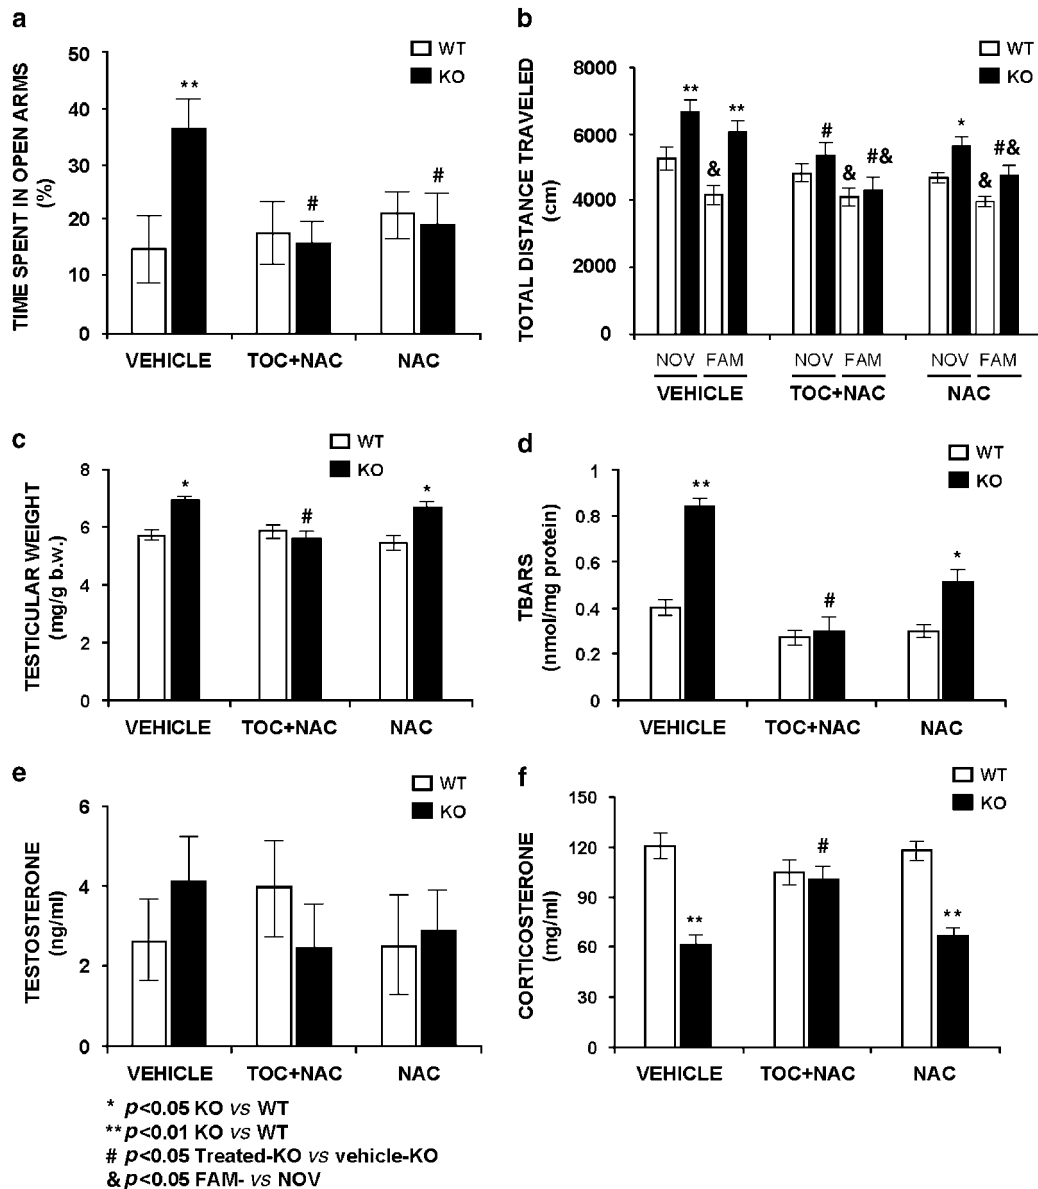 a
TIME SPENT IN OPEN ARMS
(%)
50
40
30
20
10
0
WT
KO
**
#
#
VEHICLE
TOC+NAC
NAC
b
TOTAL DISTANCE TRAVELED
(cm)
8000
6000
4000
2000
0
WT
KO
**
&
**
#
&
#&
*
&
#&
NOV FAM NOV FAM NOV FAM
VEHICLE TOC+NAC NAC
c
TESTICULAR WEIGHT
(mg/g b.w.)
8
6
4
2
0
WT
KO
*
#
*
VEHICLE TOC+NAC NAC
d
TBARS
(nmol/mg protein)
1
0.8
0.6
0.4
0.2
0
WT
KO
**
#
*
VEHICLE TOC+NAC NAC
e
TESTOSTERONE
(ng/ml)
6
4
2
0
WT
KO
VEHICLE TOC+NAC NAC
f
CORTICOSTERONE
(mg/ml)
150
120
90
60
30
0
WT
KO
**
#
**
VEHICLE TOC+NAC NAC
* p<0.05 KO vs WT
** p<0.01 KO vs WT
# p<0.05 Treated-KO vs vehicle-KO
& p<0.05 FAM- vs NOV